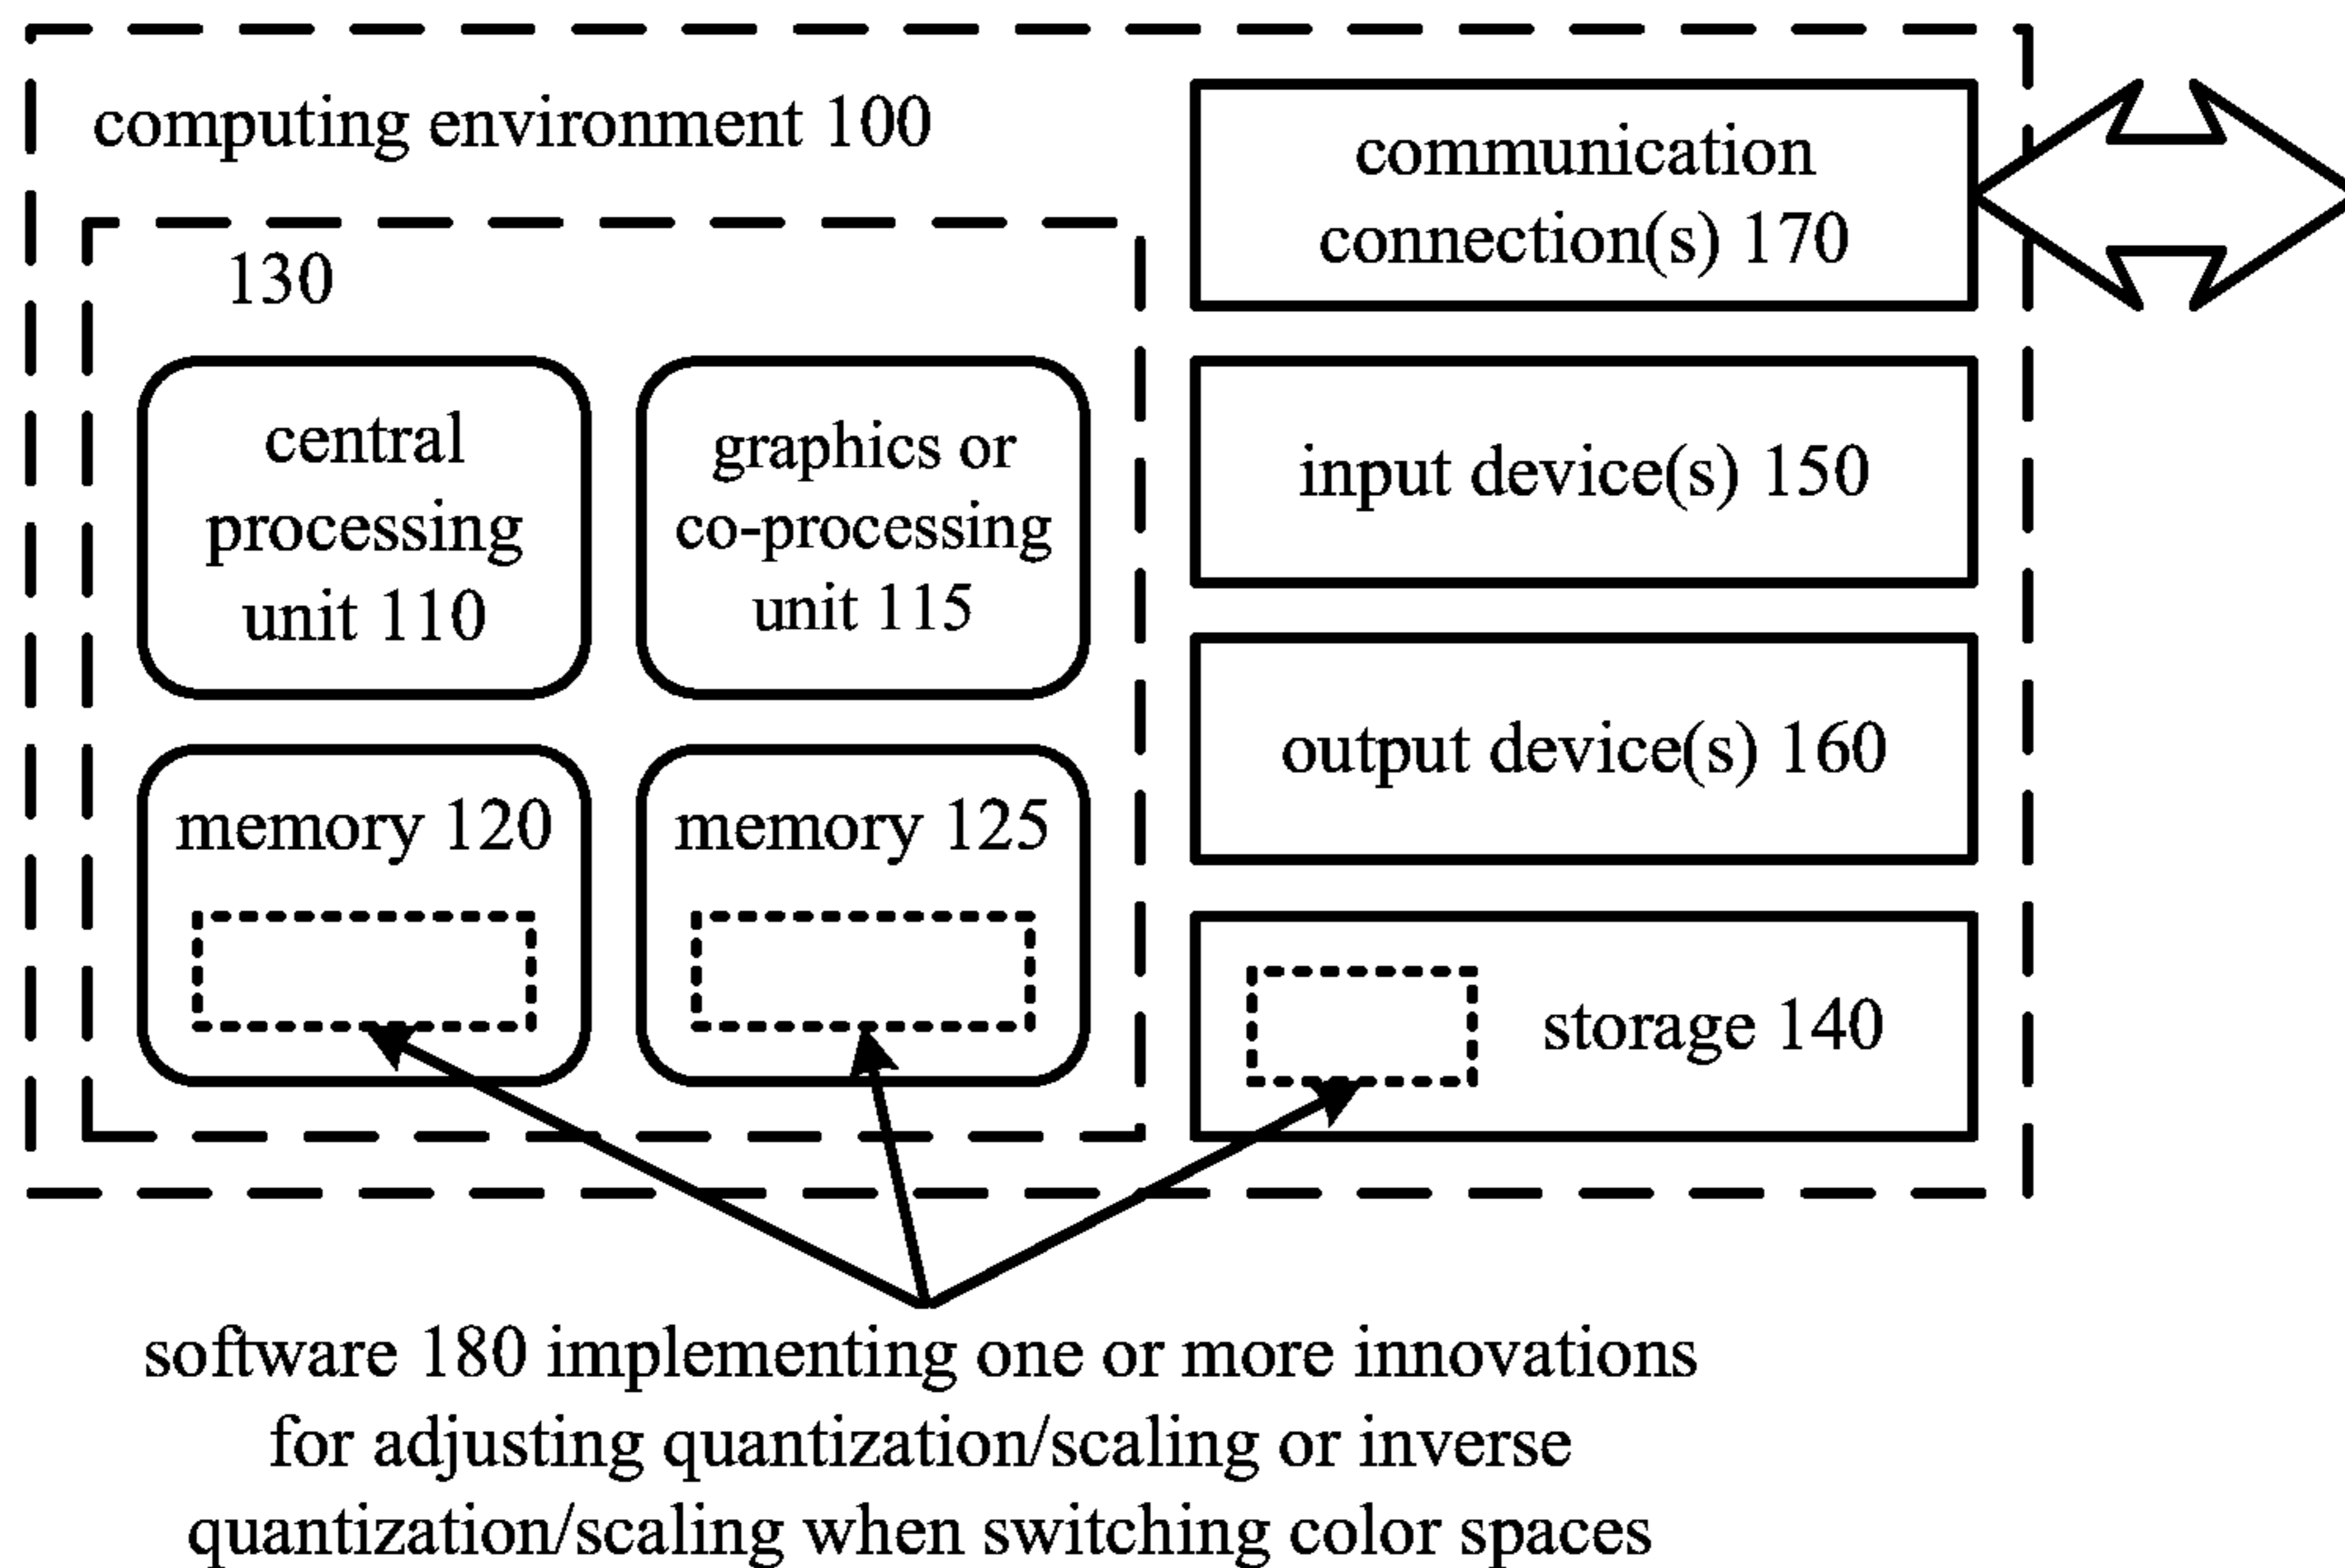 computing environment 100
130
central
processing
unit 110
graphics or
co-processing
unit 115
memory 120
memory 125
communication
connection(s) 170
input device(s) 150
output device(s) 160
storage 140
software 180 implementing one or more innovations
for adjusting quantization/scaling or inverse
quantization/scaling when switching color spaces